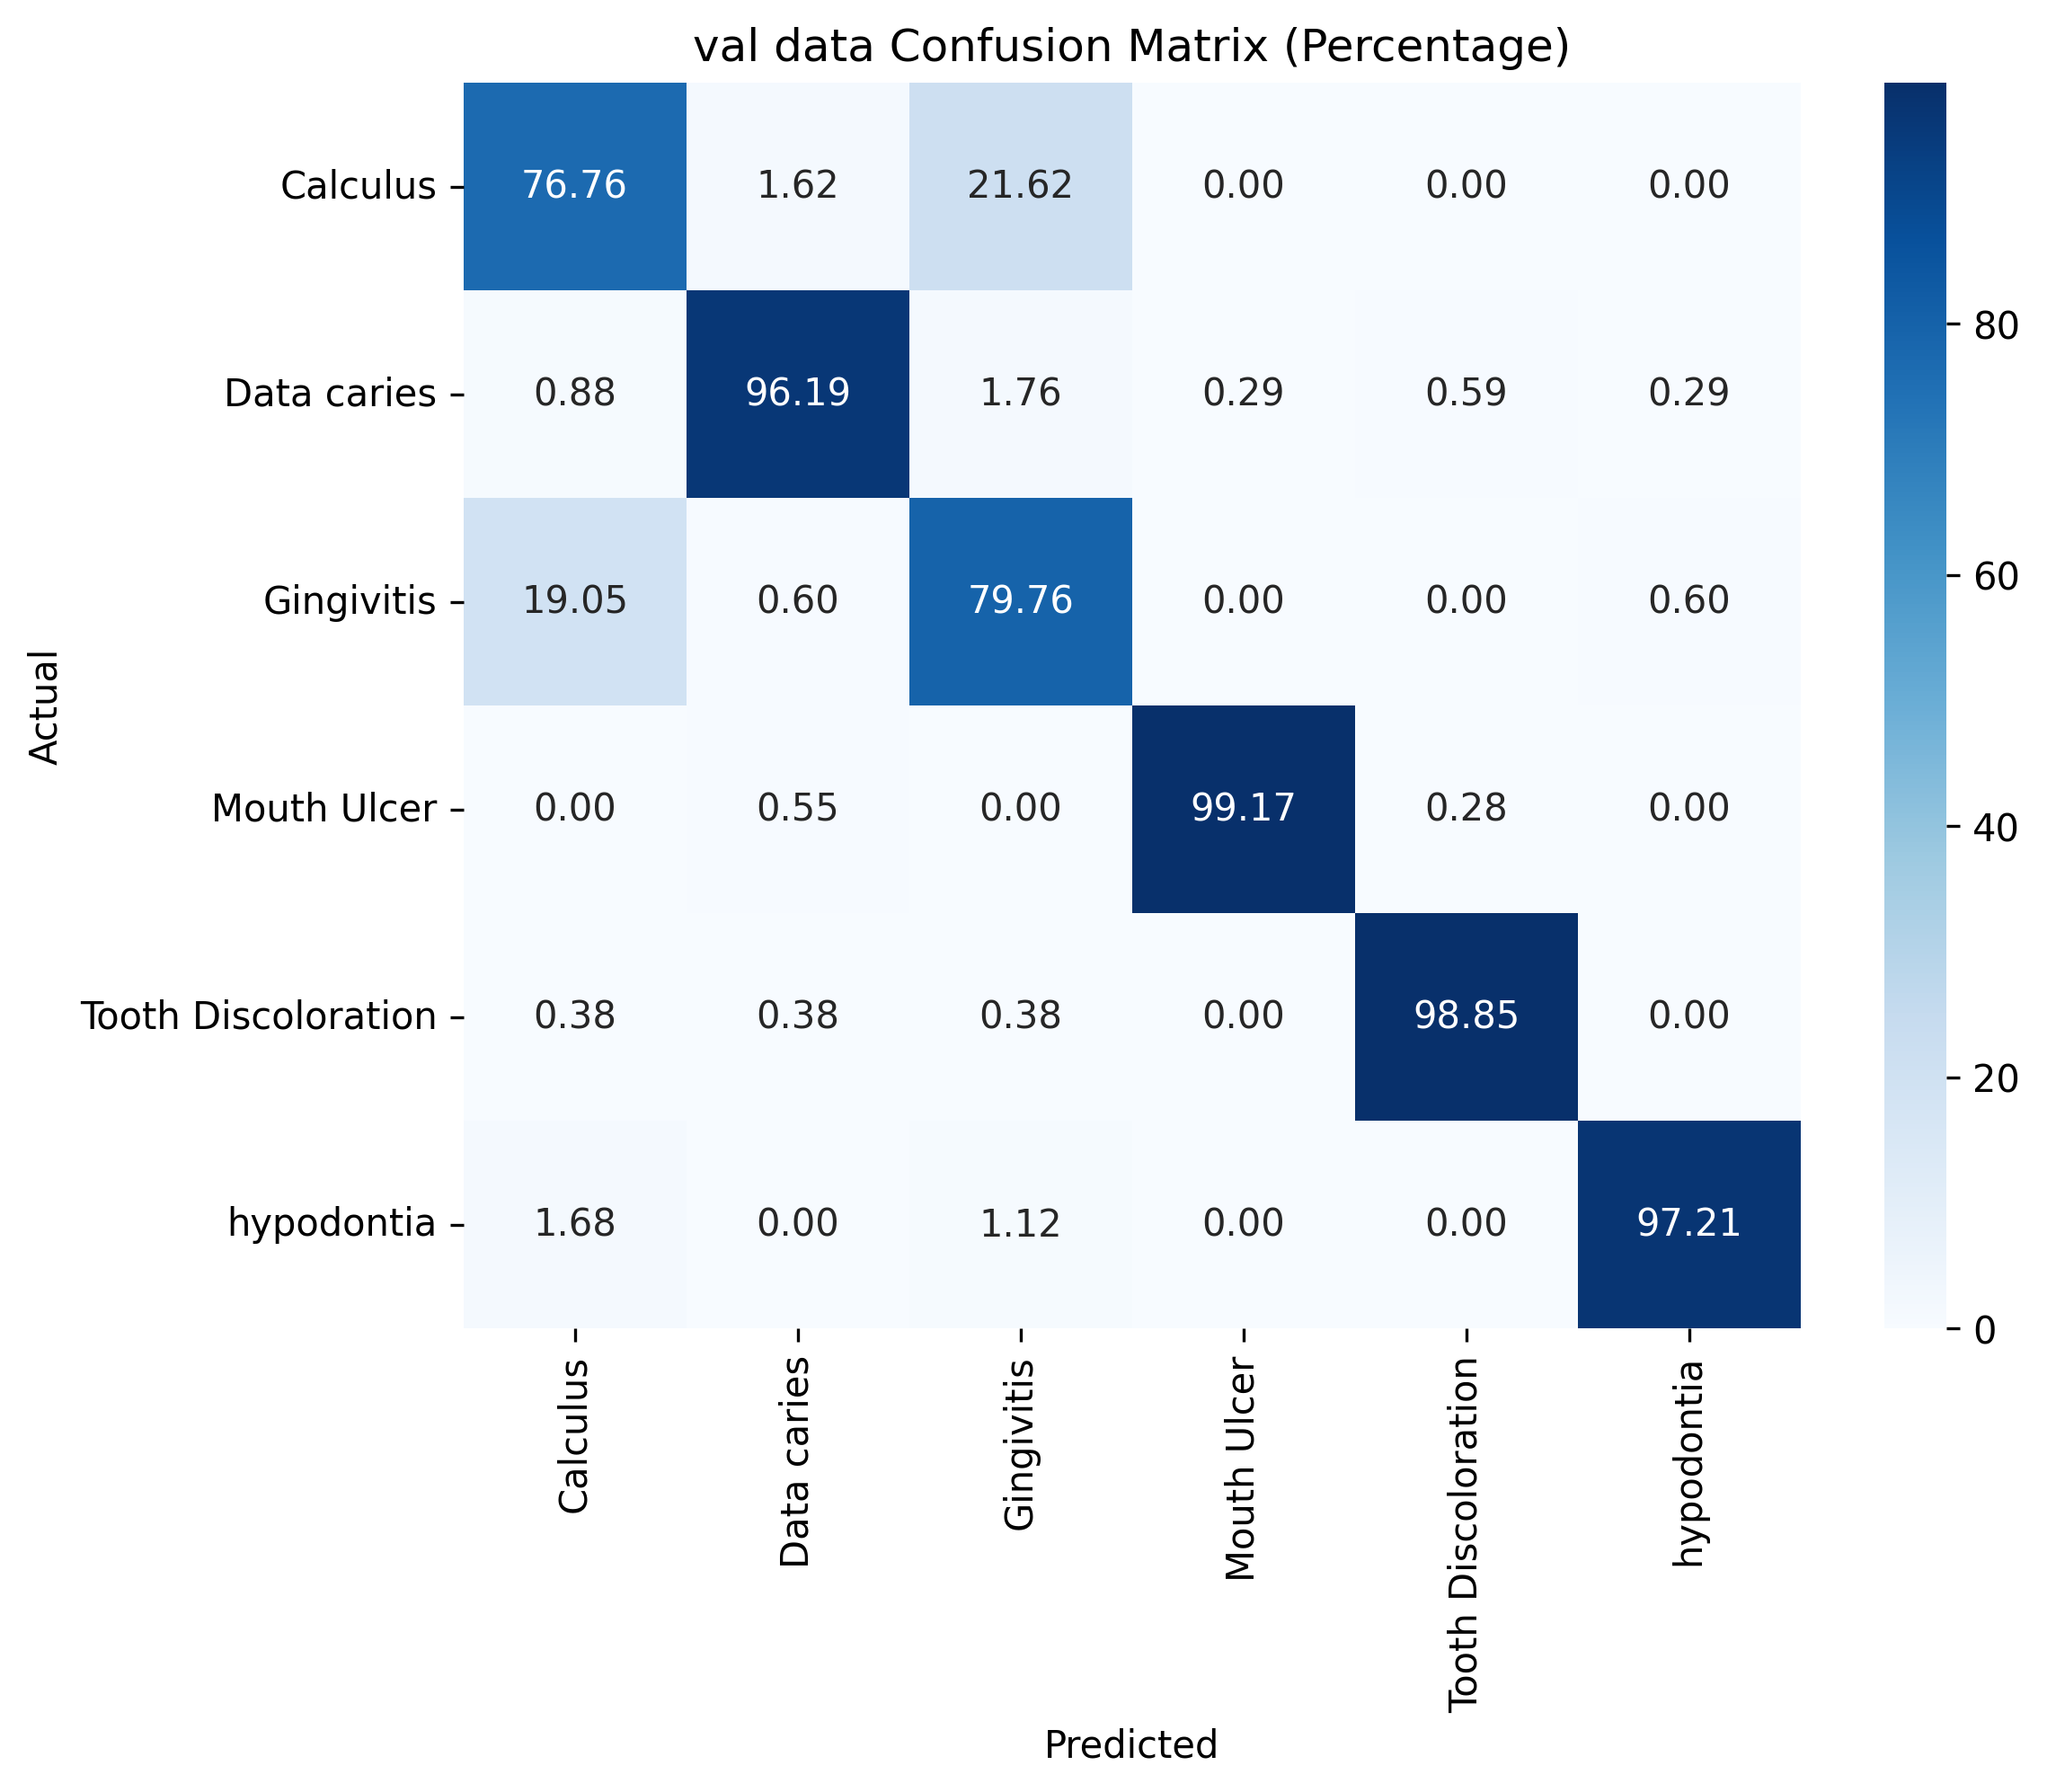 val data Confusion Matrix (Percentage)
Calculus 76.76 1.62 21.62 0.00 0.00 0.00
Data caries 0.88 96.19 1.76 0.29 0.59 0.29
Gingivitis 19.05 0.60 79.76 0.00 0.00 0.60
Mouth Ulcer 0.00 0.55 0.00 99.17 0.28 0.00
Tooth Discoloration 0.38 0.38 0.38 0.00 98.85 0.00
hypodontia 1.68 0.00 1.12 0.00 0.00 97.21
Actual
Calculus
Data caries
Gingivitis
Mouth Ulcer
Tooth Discoloration
hypodontia
Predicted
80
60
40
20
0